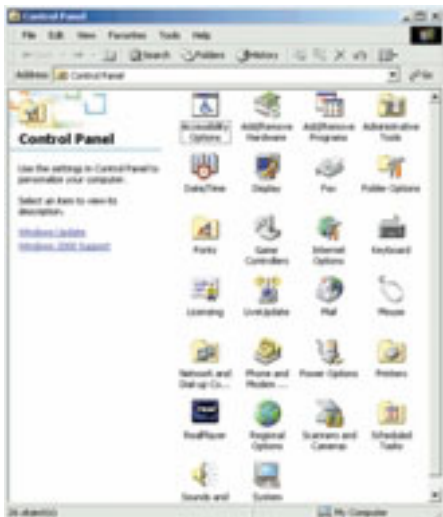 Control Panel
File Edit View Favorites Tools Help
Search Folders History
Address Control Panel Go
Control Panel
Use the settings in Control Panel to
personalize your computer.
Select an item to view its
description.
Windows Update
Windows 2000 Support
Accessibility
Options
Add/Remove
Hardware
Add/Remove
Programs
Administrative
Tools
Date/Time
Display
Fax
Folder Options
Fonts
Game
Controllers
Internet
Options
Keyboard
Licensing
LiveUpdate
Mail
Mouse
Network and
Dial-up Co...
Phone and
Modem ...
Power Options
Printers
RealPlayer
Regional
Options
Scanners and
Cameras
Scheduled
Tasks
Sounds and
System
26 object(s) My Computer